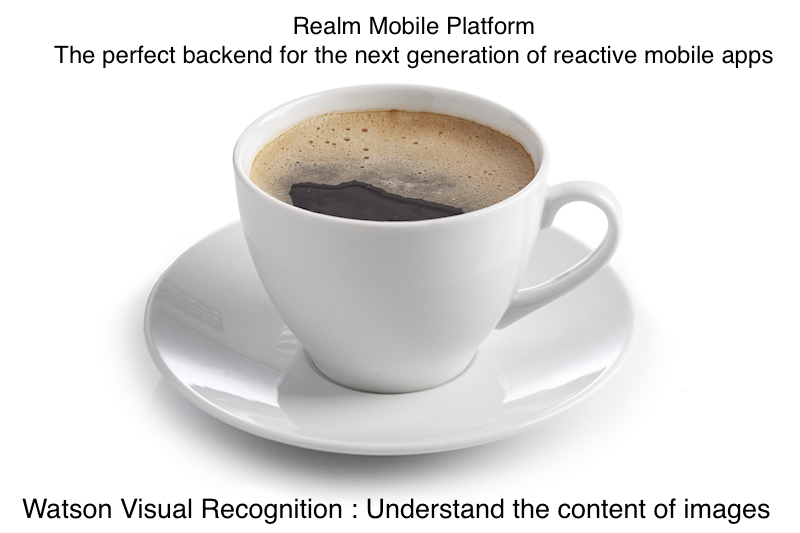 Realm Mobile Platform
The perfect backend for the next generation of reactive mobile apps
Watson Visual Recognition : Understand the content of images